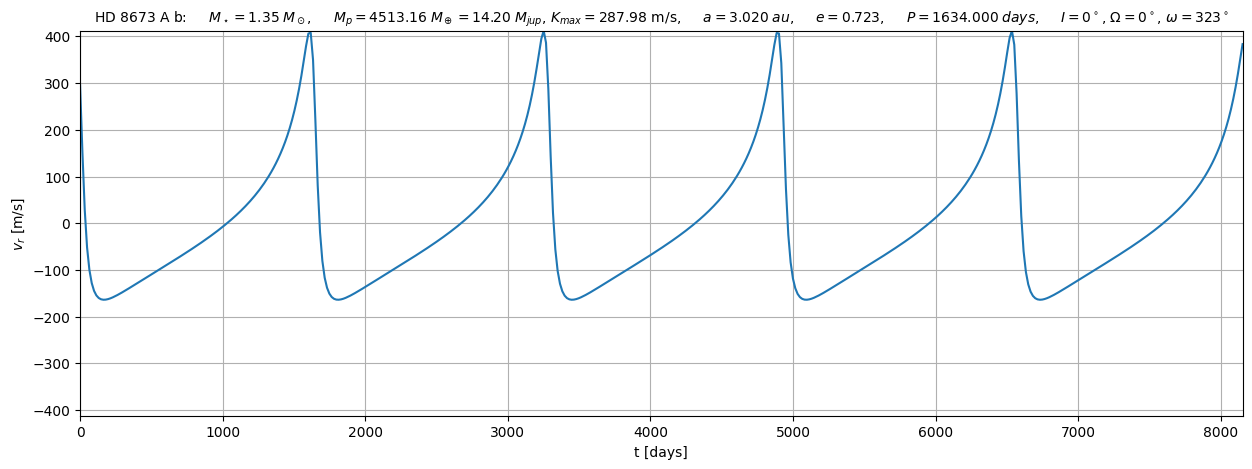 HD 8673 A b: M⋆ = 1.35 M⊙, Mp = 4513.16 M⊕ = 14.20 Mjup, Kmax = 287.98 m/s, a = 3.020 au, e = 0.723, P = 1634.000 days, I = 0°, Ω = 0°, ω = 323°
400
300
200
100
0
−100
−200
−300
−400
vr [m/s]
0 1000 2000 3000 4000 5000 6000 7000 8000
t [days]